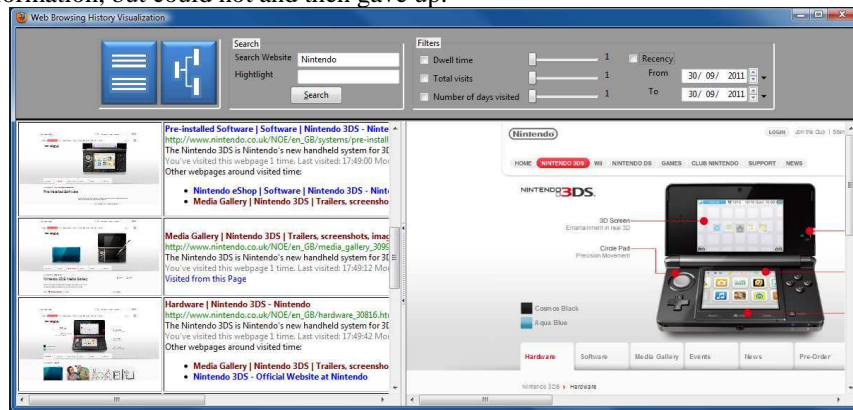 ormation, but could not and then gave up.
Web Browsing History Visualization
Search
Search Website Nintendo
Hightlight
Search
Filters
Dwell time 1
Total visits 1
Number of days visited 1
Recency
From 30/ 09/ 2011
To 30/ 09/ 2011
Pre-installed Software | Software | Nintendo 3DS - Ninte
http://www.nintendo.co.uk/NOE/en_GB/systems/pre-install
The Nintendo 3DS is Nintendo's new handheld system for 3D
You've visited this webpage 1 time. Last visited: 17:49:00 Mo
Other webpages around visited time:
Nintendo eShop | Software | Nintendo 3DS - Nint
Media Gallery | Nintendo 3DS | Trailers, screensho
Media Gallery | Nintendo 3DS | Trailers, screenshots, imag
http://www.nintendo.co.uk/NOE/en_GB/media_gallery_3099
The Nintendo 3DS is Nintendo's new handheld system for 3D
You've visited this webpage 1 time. Last visited: 17:49:12 Mo
Visited from this Page
Hardware | Nintendo 3DS - Nintendo
http://www.nintendo.co.uk/NOE/en_GB/hardware_30816.ht
The Nintendo 3DS is Nintendo's new handheld system for 3D
You've visited this webpage 1 time. Last visited: 17:49:42 Mo
Other webpages around visited time:
Media Gallery | Nintendo 3DS | Trailers, screensho
Nintendo 3DS - Official Website at Nintendo
Nintendo
LOGIN Join the Club
HOME NINTENDO 3DS Wii NINTENDO DS GAMES CLUB NINTENDO SUPPORT NEWS
NINTENDO 3DS
3D Screen
Entertainment in real 3D
Circle Pad
Precision Movement
Cosmos Black
Aqua Blue
Hardware Software Media Gallery Events News Pre-Order
Nintendo 3DS Hardware